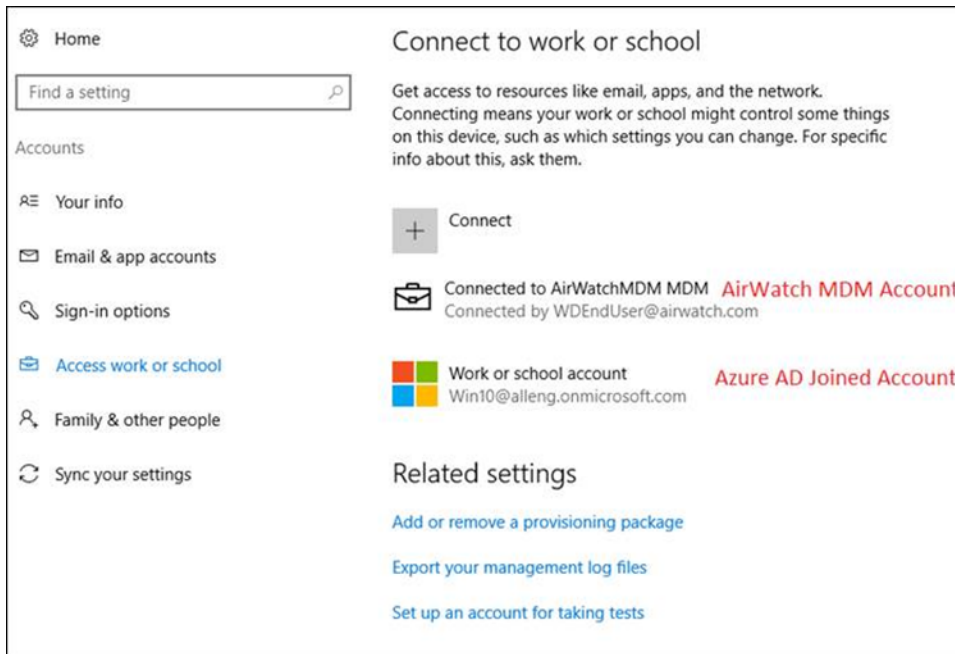 Home
Find a setting
Accounts
Your info
Email & app accounts
Sign-in options
Access work or school
Family & other people
Sync your settings
Connect to work or school
Get access to resources like email, apps, and the network.
Connecting means your work or school might control some things
on this device, such as which settings you can change. For specific
info about this, ask them.
Connect
Connected to AirWatchMDM MDM AirWatch MDM Account
Connected by WDEndUser@airwatch.com
Work or school account Azure AD Joined Account
Win10@alleng.onmicrosoft.com
Related settings
Add or remove a provisioning package
Export your management log files
Set up an account for taking tests